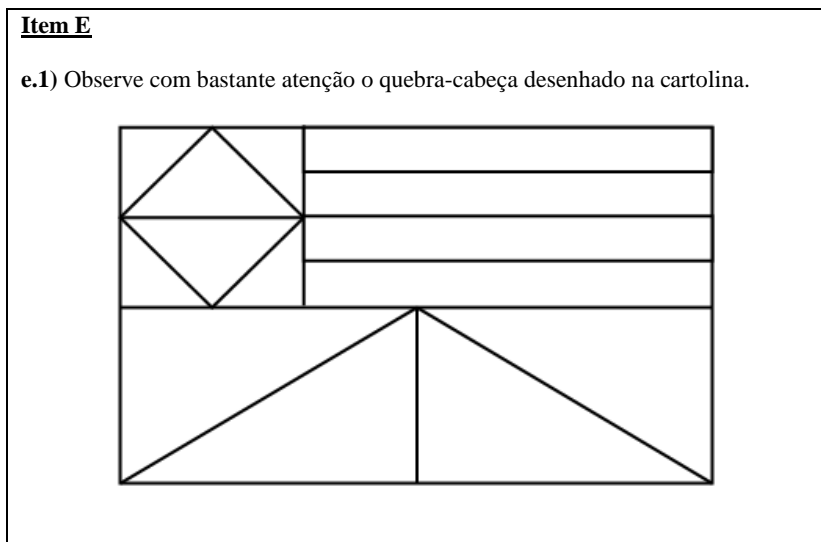 Item E
e.1) Observe com bastante atenção o quebra-cabeça desenhado na cartolina.